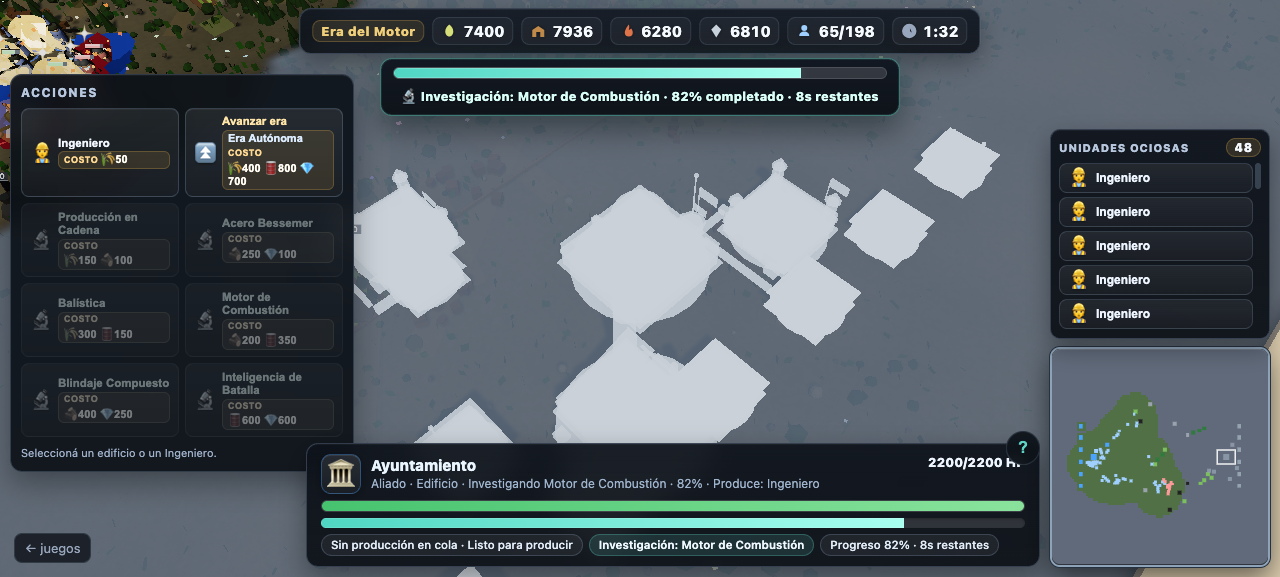 Era del Motor 7400 7936 6280 6810 65/198 1:32
Investigación: Motor de Combustión · 82% completado · 8s restantes
ACCIONES
Ingeniero
COSTO 50
Avanzar era
Era Autónoma
COSTO
400 800
700
Producción en
Cadena
COSTO
150 100
Acero Bessemer
COSTO
250 100
Balística
COSTO
300 150
Motor de
Combustión
COSTO
200 350
Blindaje Compuesto
COSTO
400 250
Inteligencia de
Batalla
COSTO
600 600
Seleccioná un edificio o un Ingeniero.
UNIDADES OCIOSAS 48
Ingeniero
Ingeniero
Ingeniero
Ingeniero
Ingeniero
?
Ayuntamiento
2200/2200
Aliado · Edificio · Investigando Motor de Combustión · 82% · Produce: Ingeniero
Sin producción en cola · Listo para producir
Investigación: Motor de Combustión
Progreso 82% · 8s restantes
← juegos